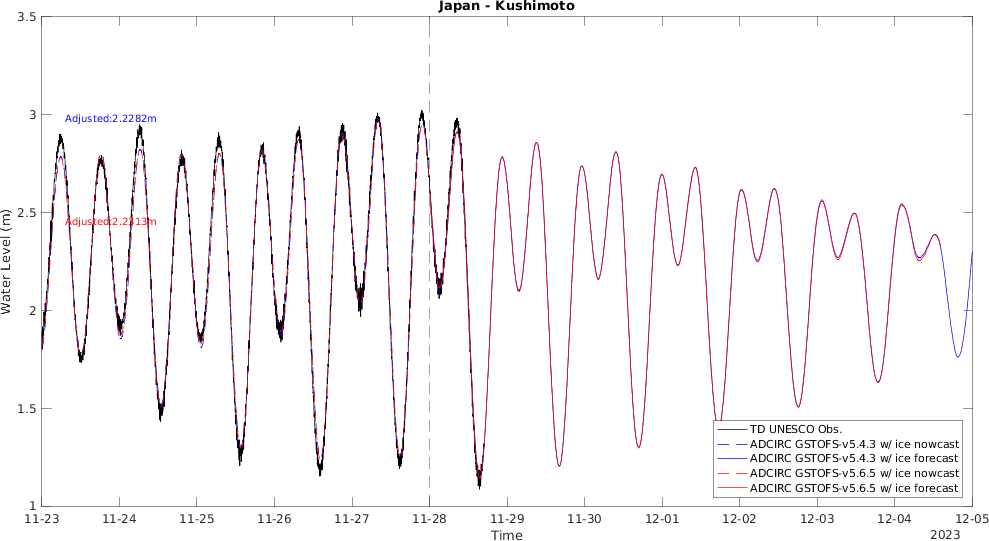 Japan - Kushimoto
3.5
3
2.5
2
1.5
1
Water Level (m)
Adjusted:2.2282m
Adjusted:2.2313m
TD UNESCO Obs.
ADCIRC GSTOFS-v5.4.3 w/ ice nowcast
ADCIRC GSTOFS-v5.4.3 w/ ice forecast
ADCIRC GSTOFS-v5.6.5 w/ ice nowcast
ADCIRC GSTOFS-v5.6.5 w/ ice forecast
11-23 11-24 11-25 11-26 11-27 11-28 11-29 11-30 12-01 12-02 12-03 12-04 12-05
Time
2023